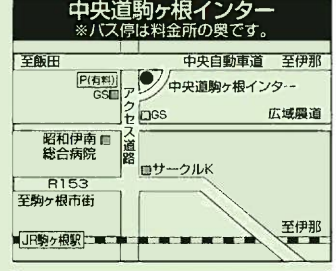 中央道駒ヶ根インター
※バス停は料金所の奥です。
至飯田
中央自動車道
至伊那
P(有料)
GS
中央道駒ヶ根インター
アクセス道路
GS
広域農道
昭和伊南
総合病院
サークルK
R153
至駒ヶ根市街
至伊那
JR駒ヶ根駅